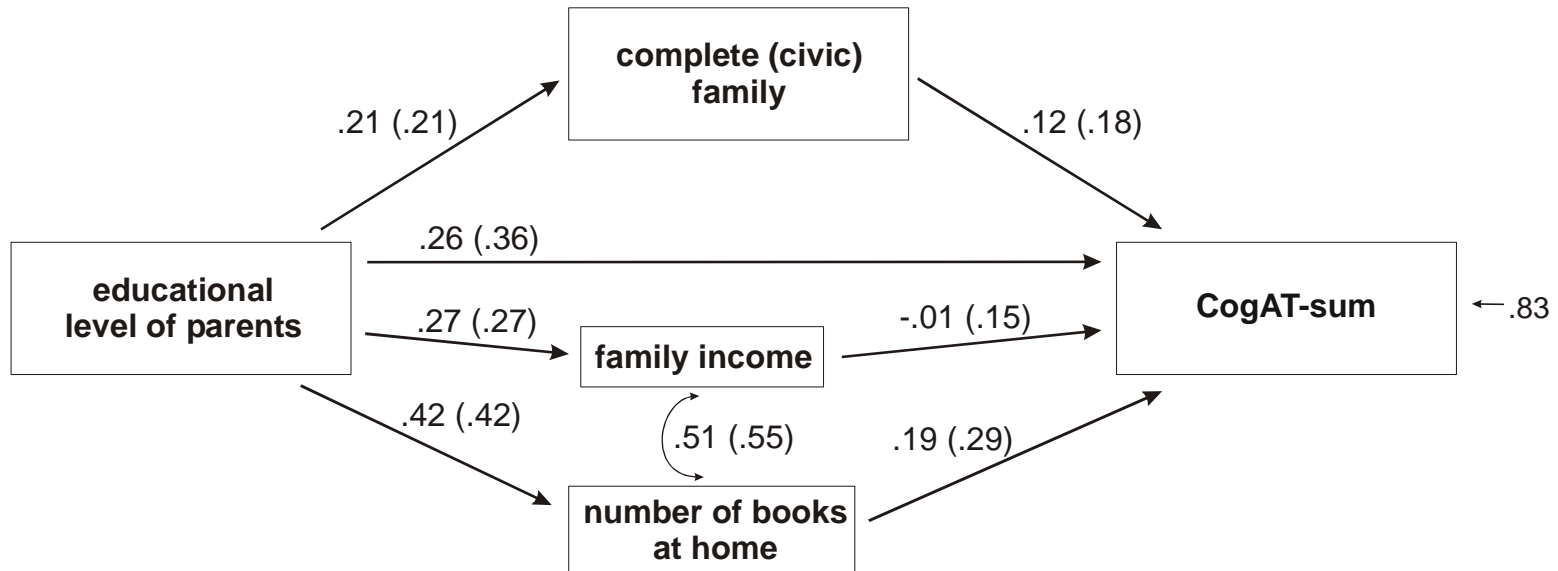 complete (civic)
family
.21 (.21)
.12 (.18)
.26 (.36)
educational
level of parents
CogAT-sum
.83
.27 (.27)
-.01 (.15)
family income
.42 (.42)
.51 (.55)
.19 (.29)
number of books
at home